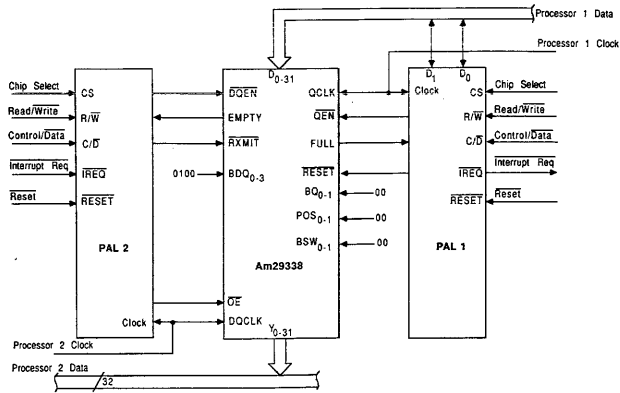 Processor 1 Data
Processor 1 Clock
D0-31
D1 D0
Chip Select
CS
DQEN
QCLK
Clock
CS
Chip Select
Read/Write
R/W
EMPTY
QEN
R/W
Read/Write
Control/Data
C/D
RXMIT
FULL
C/D
Control/Data
Interrupt Req
IREQ
0100
BDQ0-3
RESET
IREQ
Interrupt Req
Reset
RESET
BQ0-1
00
RESET
Reset
POS0-1
00
PAL 2
BSW0-1
00
PAL 1
Am29338
OE
Clock
DQCLK
Y0-31
Processor 2 Clock
Processor 2 Data
32